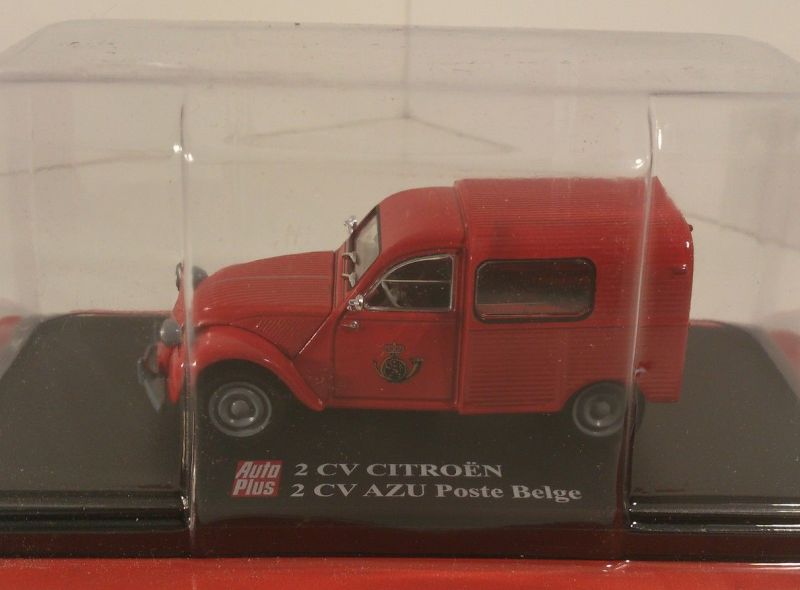 Auto
Plus
2 CV CITROËN
2 CV AZU Poste Belge